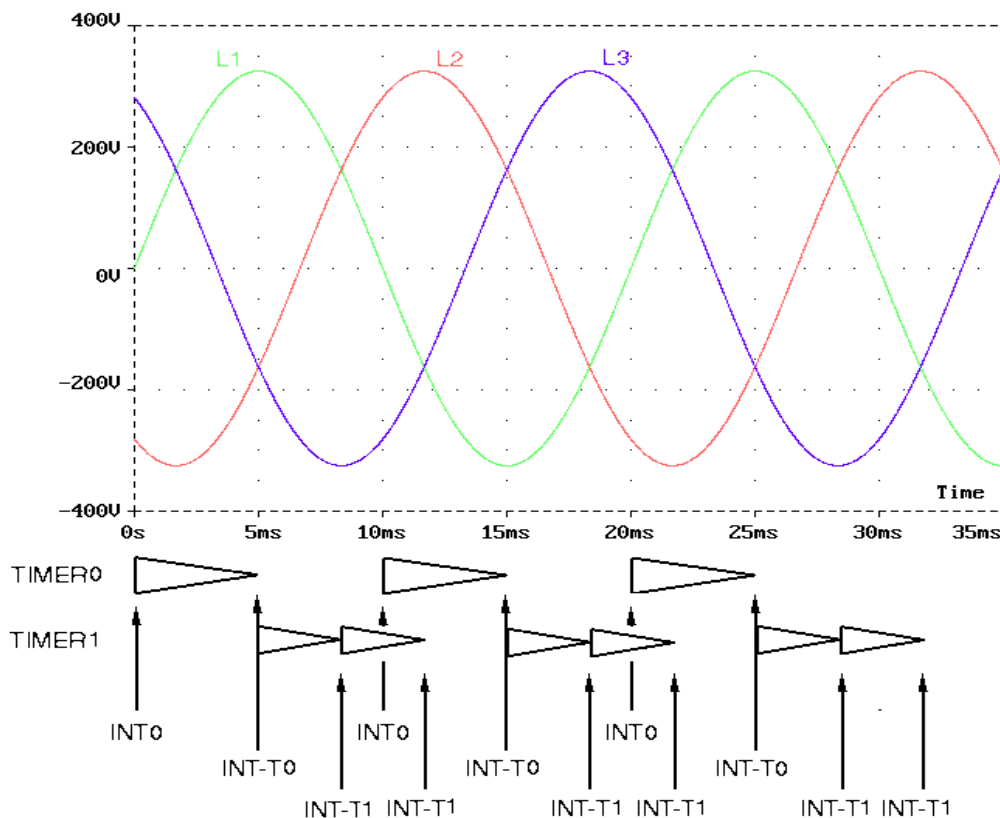 400V
L1 L2 L3
200V
0V
-200V
-400V
Time
0s 5ms 10ms 15ms 20ms 25ms 30ms 35ms
TIMER0
TIMER1
INT0 INT0 INT0
INT-T0 INT-T0 INT-T0
INT-T1 INT-T1 INT-T1 INT-T1 INT-T1 INT-T1